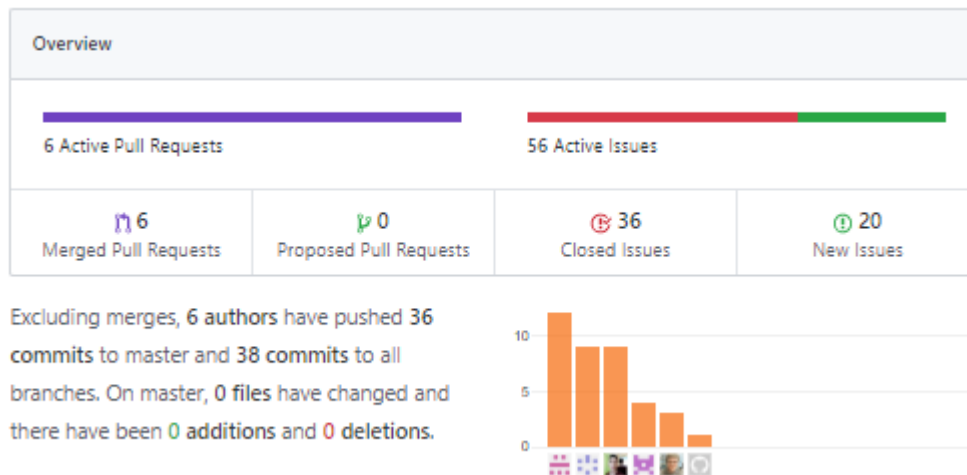 Overview
6 Active Pull Requests
56 Active Issues
6
Merged Pull Requests
0
Proposed Pull Requests
36
Closed Issues
20
New Issues
Excluding merges, 6 authors have pushed 36
commits to master and 38 commits to all
branches. On master, 0 files have changed and
there have been 0 additions and 0 deletions.
10
5
0